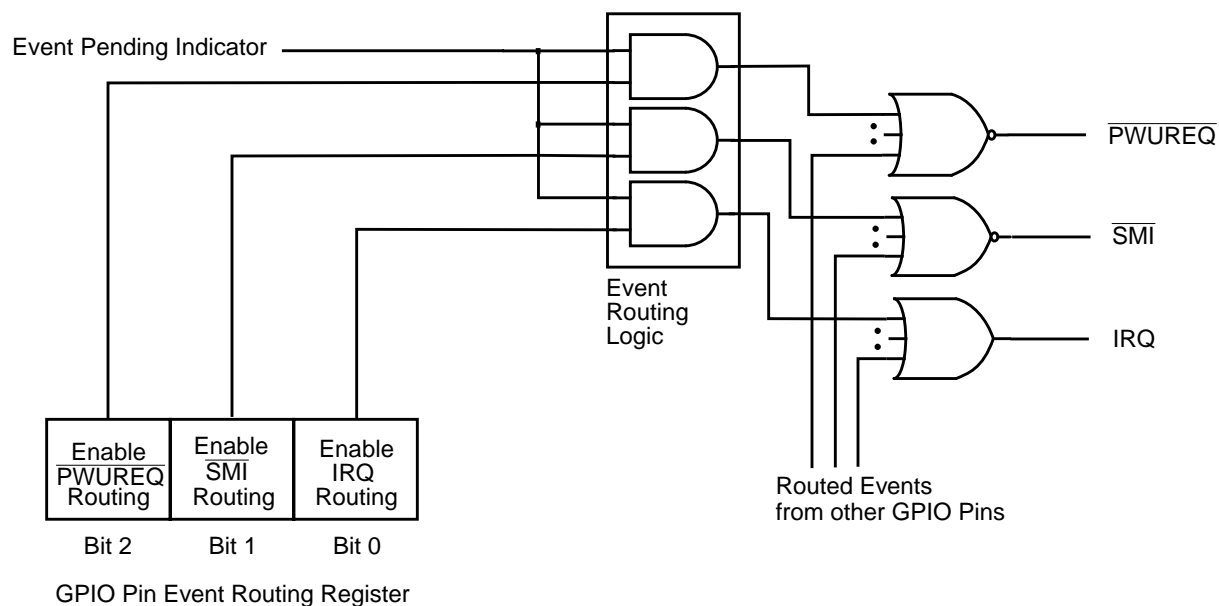 Event Pending Indicator
PWUREQ
SMI
Event
Routing
Logic
IRQ
Enable
PWUREQ
Routing
Enable
SMI
Routing
Enable
IRQ
Routing
Routed Events
from other GPIO Pins
Bit 2
Bit 1
Bit 0
GPIO Pin Event Routing Register